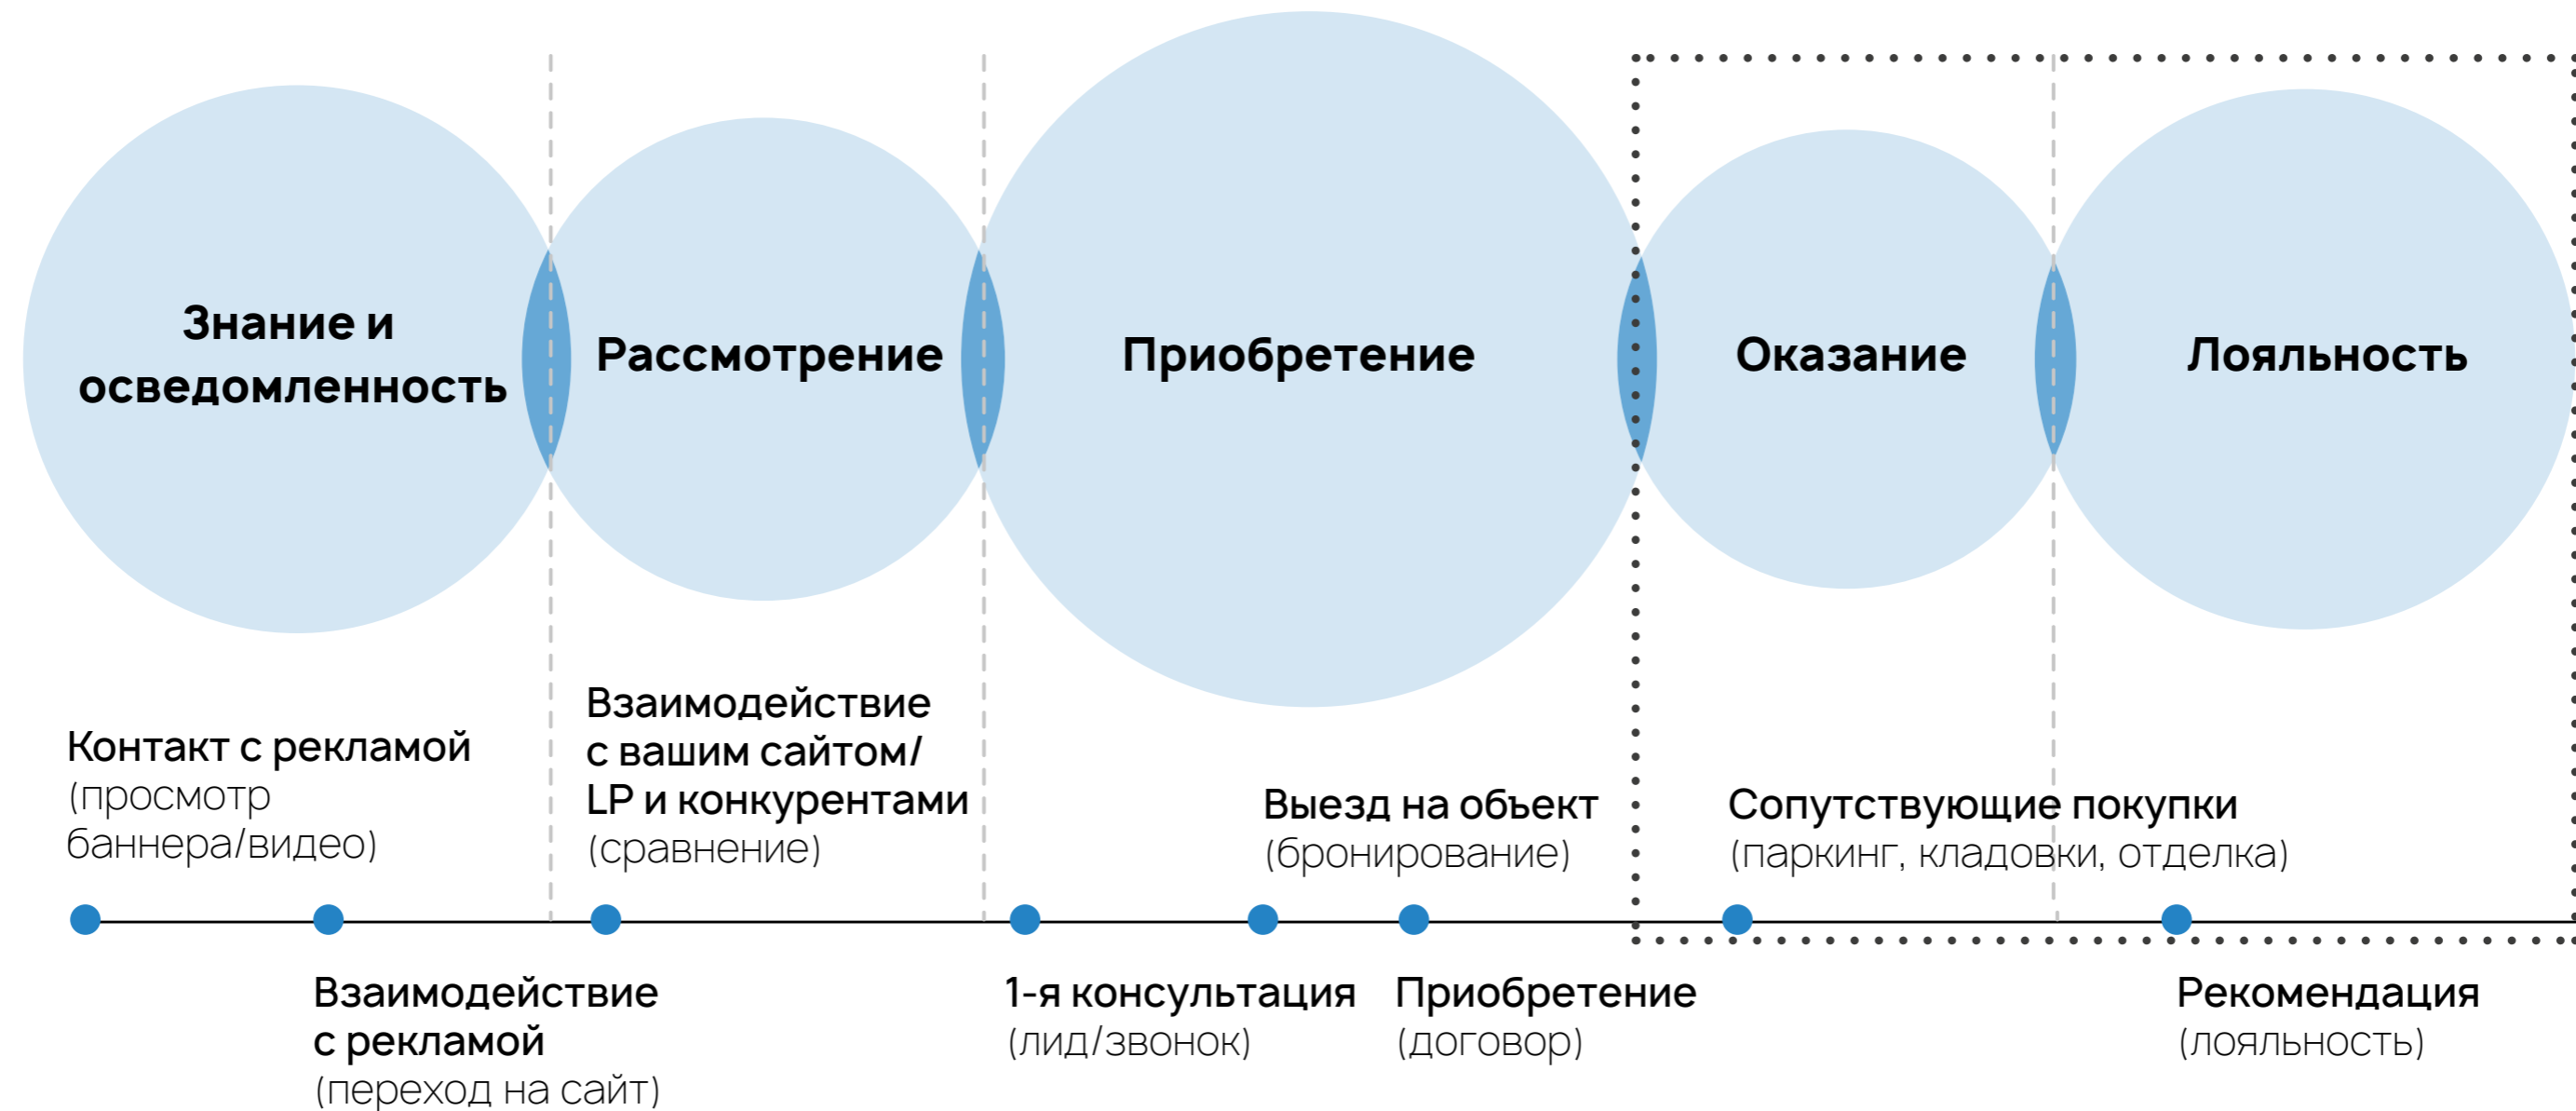 Знание и
осведомленность
Рассмотрение
Приобретение
Оказание
Лояльность
Контакт с рекламой
(просмотр
баннера/видео)
Взаимодействие
с рекламой
(переход на сайт)
Взаимодействие
с вашим сайтом/
LP и конкурентами
(сравнение)
1-я консультация
(лид/звонок)
Выезд на объект
(бронирование)
Приобретение
(договор)
Сопутствующие покупки
(паркинг, кладовки, отделка)
Рекомендация
(лояльность)